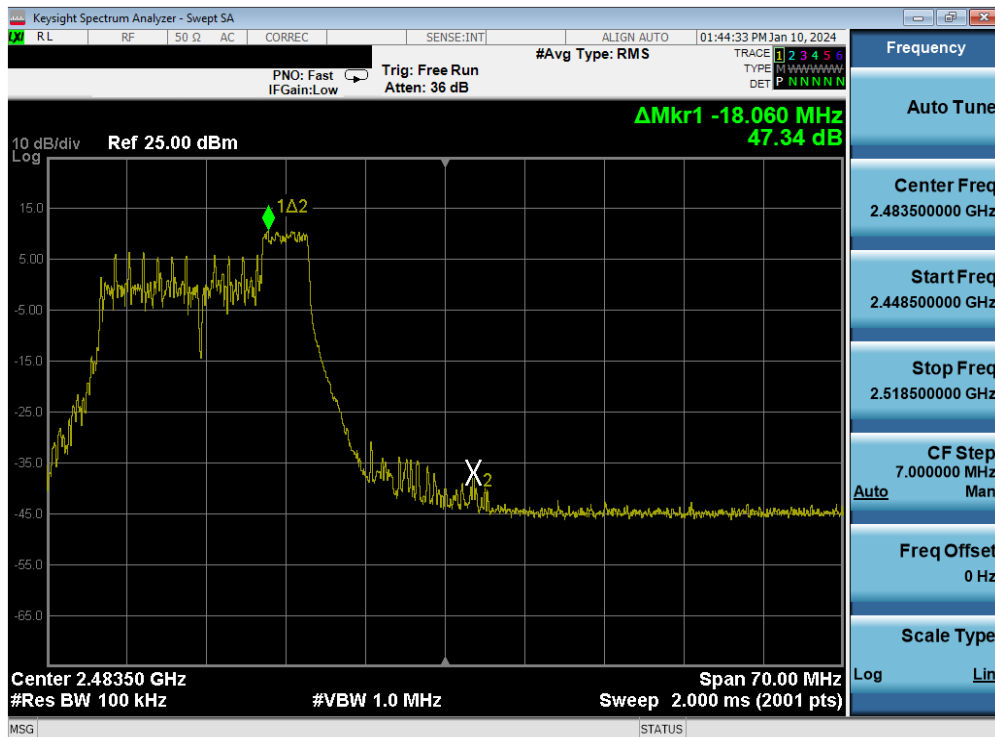 Keysight Spectrum Analyzer - Swept SA
LXI RL RF 50 Ω AC CORREC SENSE:INT ALIGN AUTO 01:44:33 PM Jan 10, 2024
PNO: Fast
IFGain:Low
Trig: Free Run
Atten: 36 dB
#Avg Type: RMS
TRACE 1 2 3 4 5 6
TYPE M W W W W W
DET P N N N N N
ΔMkr1 -18.060 MHz
47.34 dB
10 dB/div
Log
Ref 25.00 dBm
15.0
5.00
-5.00
-15.0
-25.0
-35.0
-45.0
-55.0
-65.0
1Δ2
X2
Center 2.48350 GHz
#Res BW 100 kHz
#VBW 1.0 MHz
Span 70.00 MHz
Sweep 2.000 ms (2001 pts)
MSG
STATUS
Frequency
Auto Tune
Center Freq
2.483500000 GHz
Start Freq
2.448500000 GHz
Stop Freq
2.518500000 GHz
CF Step
7.000000 MHz
Auto Man
Freq Offset
0 Hz
Scale Type
Log Lin